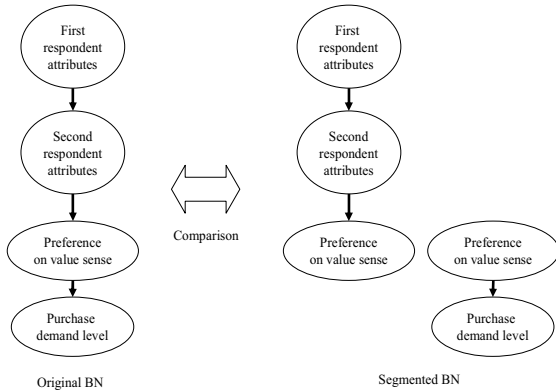 First
respondent
attributes
Second
respondent
attributes
Preference
on value sense
Purchase
demand level
Original BN
Comparison
First
respondent
attributes
Second
respondent
attributes
Preference
on value sense
Preference
on value sense
Purchase
demand level
Segmented BN